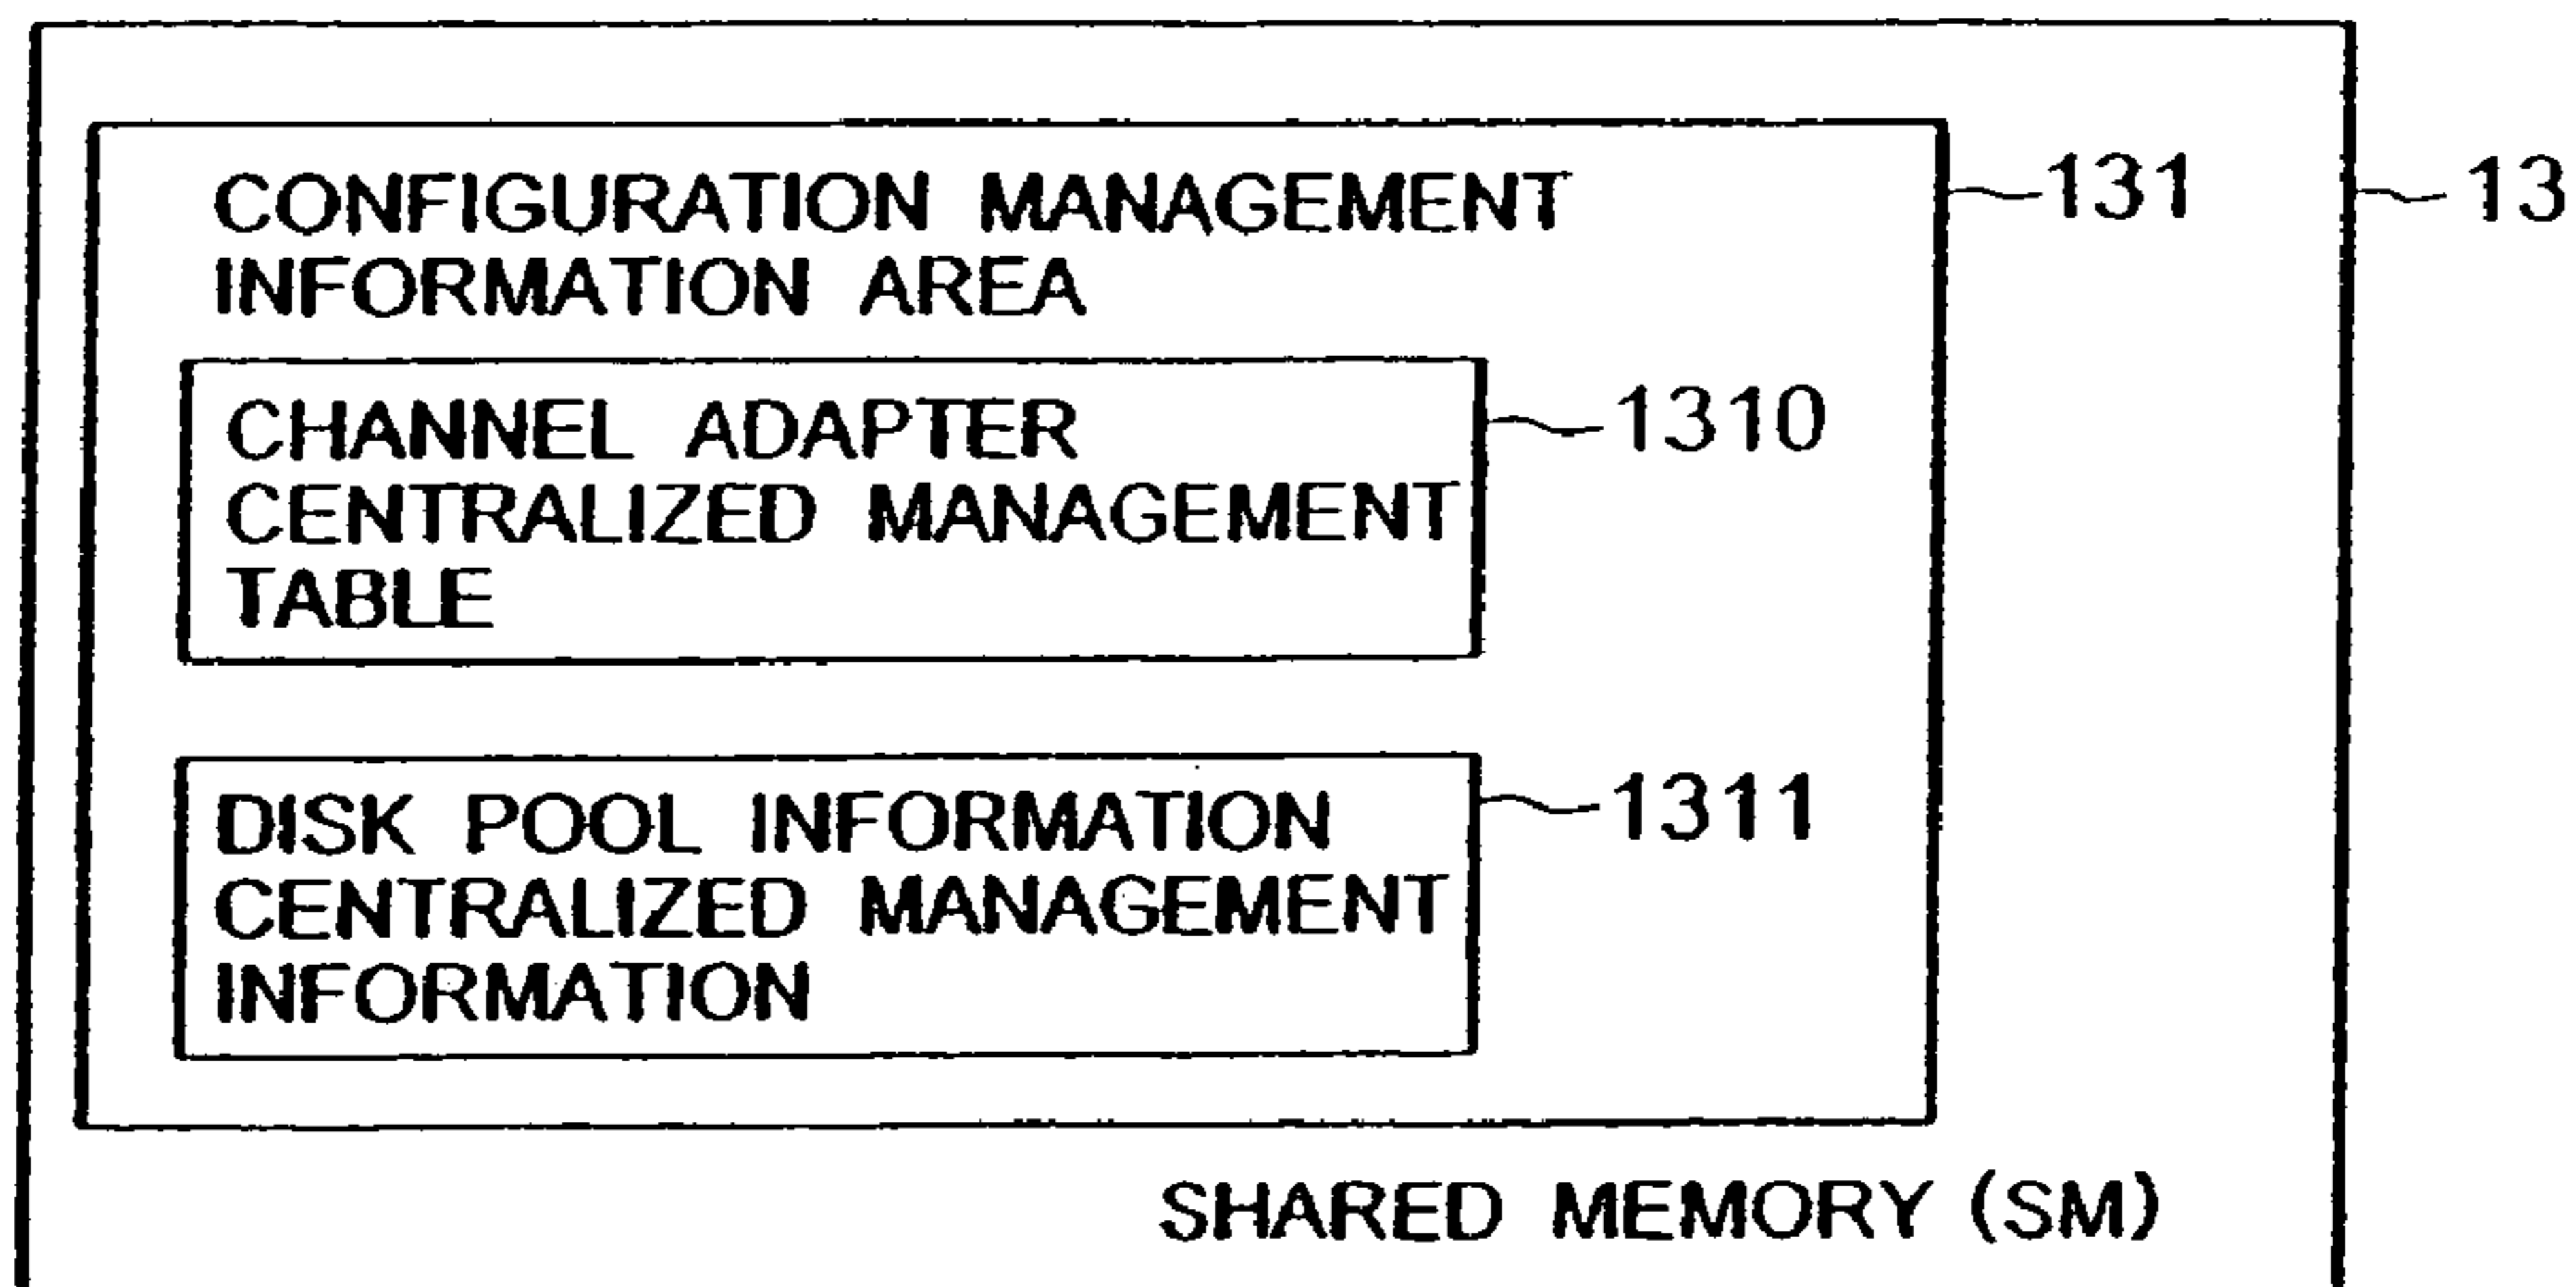 CONFIGURATION MANAGEMENT
INFORMATION AREA
131
13
CHANNEL ADAPTER
CENTRALIZED MANAGEMENT
TABLE
1310
DISK POOL INFORMATION
CENTRALIZED MANAGEMENT
INFORMATION
1311
SHARED MEMORY (SM)